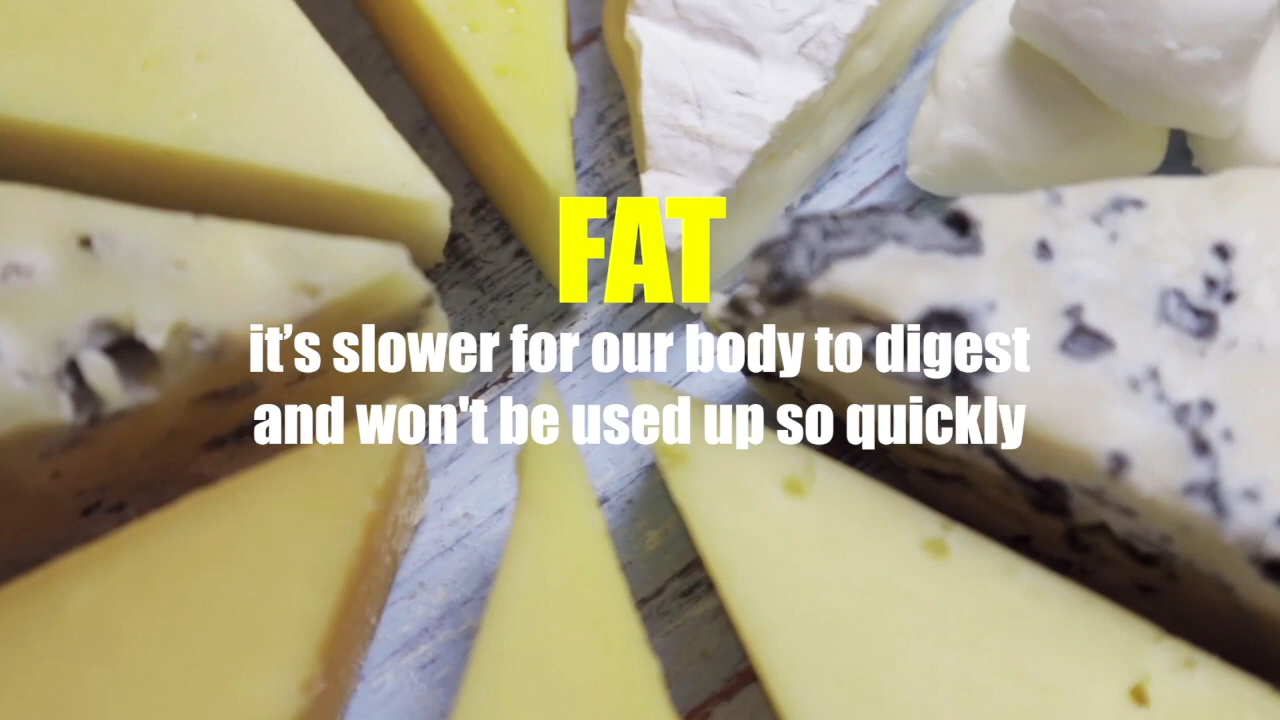 FAT
it’s slower for our body to digest
and won't be used up so quickly